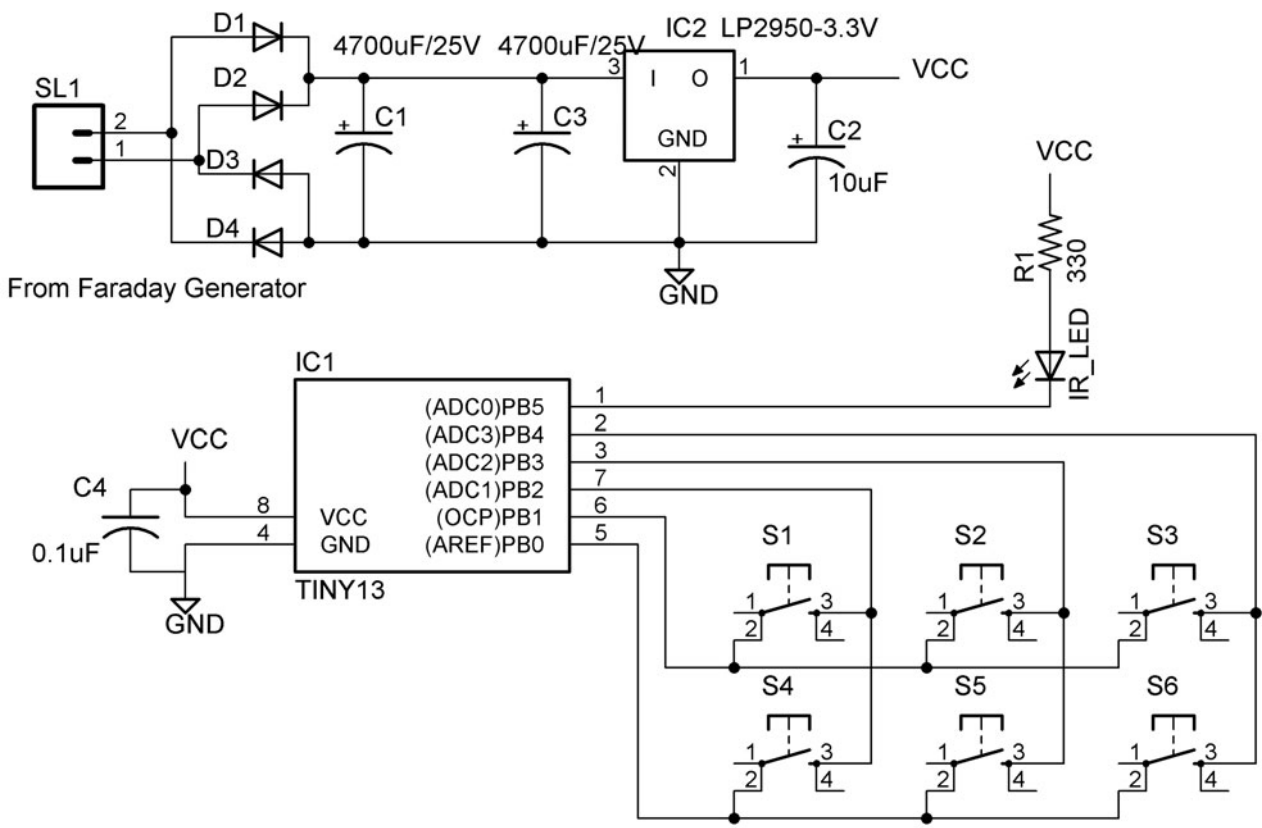 D1
4700uF/25V 4700uF/25V
IC2 LP2950-3.3V
3 I O 1
VCC
SL1
D2
2
1
+ C1
+ C3
GND
2
+ C2
10uF
D3
D4
From Faraday Generator
GND
VCC
R1
330
IR_LED
IC1
(ADC0)PB5 1
(ADC3)PB4 2
(ADC2)PB3 3
(ADC1)PB2 7
(OCP)PB1 6
(AREF)PB0 5
VCC
C4
0.1uF
8 VCC
4 GND
TINY13
GND
S1 S2 S3
1 3 1 3 1 3
2 4 2 4 2 4
S4 S5 S6
1 3 1 3 1 3
2 4 2 4 2 4